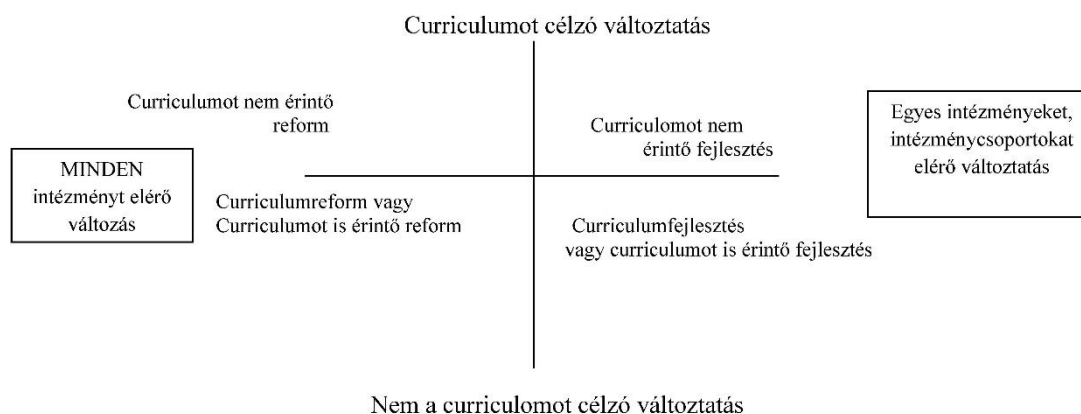 Curriculumot célzó változtatás
Curriculumot nem érintő
reform
Curriculomot nem
érintő fejlesztés
Egyes intézményeket,
intézménycsoportokat
elérő változtatás
MINDEN
intézményt elérő
változás
Curriculumreform vagy
Curriculumot is érintő reform
Curriculumfejlesztés
vagy curriculumot is érintő fejlesztés
Nem a curriculomot célzó változtatás